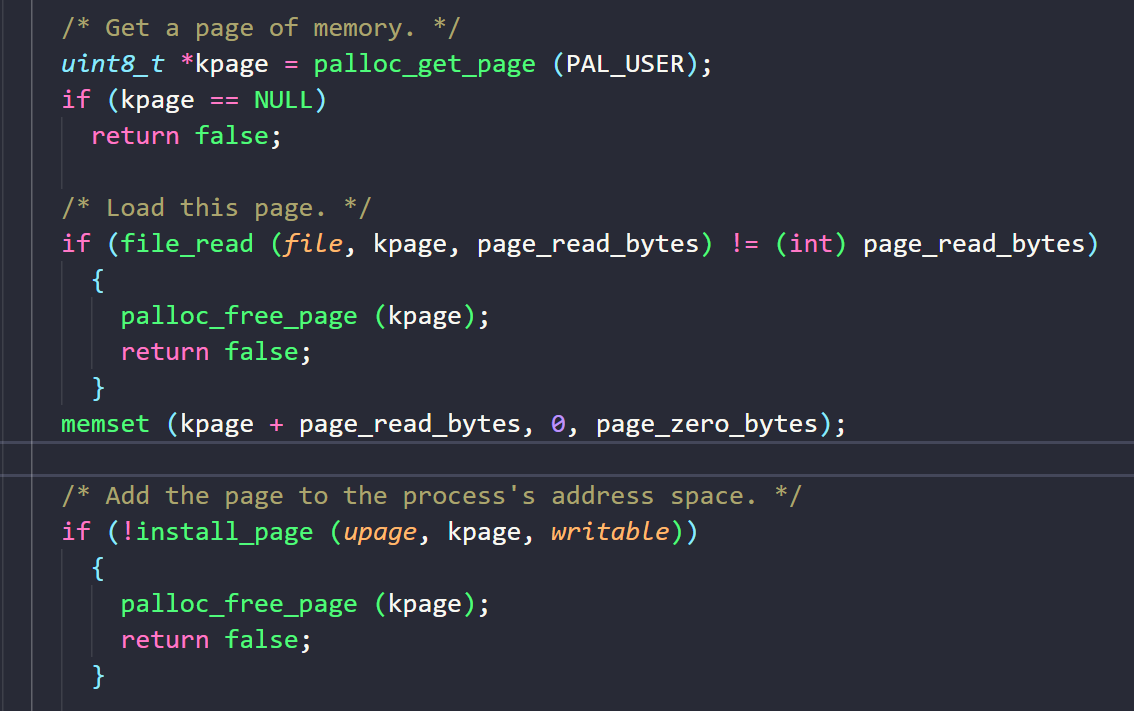 /* Get a page of memory. */
uint8_t *kpage = palloc_get_page (PAL_USER);
if (kpage == NULL)
  return false;

/* Load this page. */
if (file_read (file, kpage, page_read_bytes) != (int) page_read_bytes)
  {
    palloc_free_page (kpage);
    return false;
  }
memset (kpage + page_read_bytes, 0, page_zero_bytes);

/* Add the page to the process's address space. */
if (!install_page (upage, kpage, writable))
  {
    palloc_free_page (kpage);
    return false;
  }